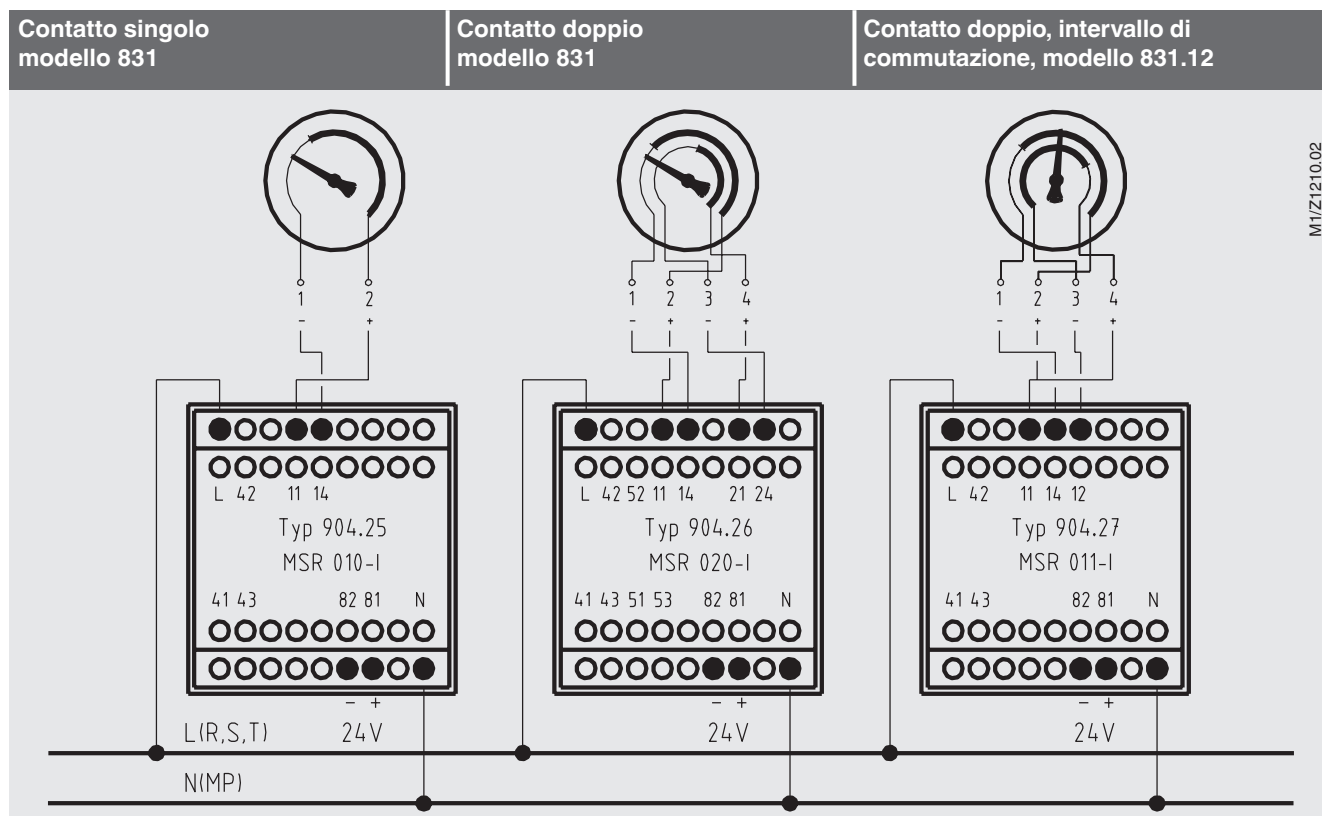 Contatto singolo
modello 831
Contatto doppio
modello 831
Contatto doppio, intervallo di
commutazione, modello 831.12
M1/Z1210.02
1 2
- +
1 2 3 4
- + - +
1 2 3 4
- + - +
L 42 11 14
Typ 904.25
MSR 010-I
41 43 82 81 N
- +
24V
L 42 52 11 14 21 24
Typ 904.26
MSR 020-I
41 43 51 53 82 81 N
- +
24V
L 42 11 14 12
Typ 904.27
MSR 011-I
41 43 82 81 N
- +
24V
L(R,S,T)
N(MP)